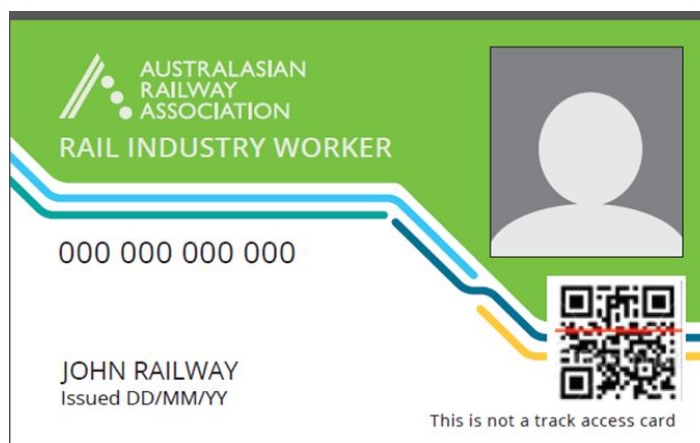 AUSTRALASIAN
RAILWAY
ASSOCIATION
RAIL INDUSTRY WORKER
000 000 000 000
JOHN RAILWAY
Issued DD/MM/YY
This is not a track access card